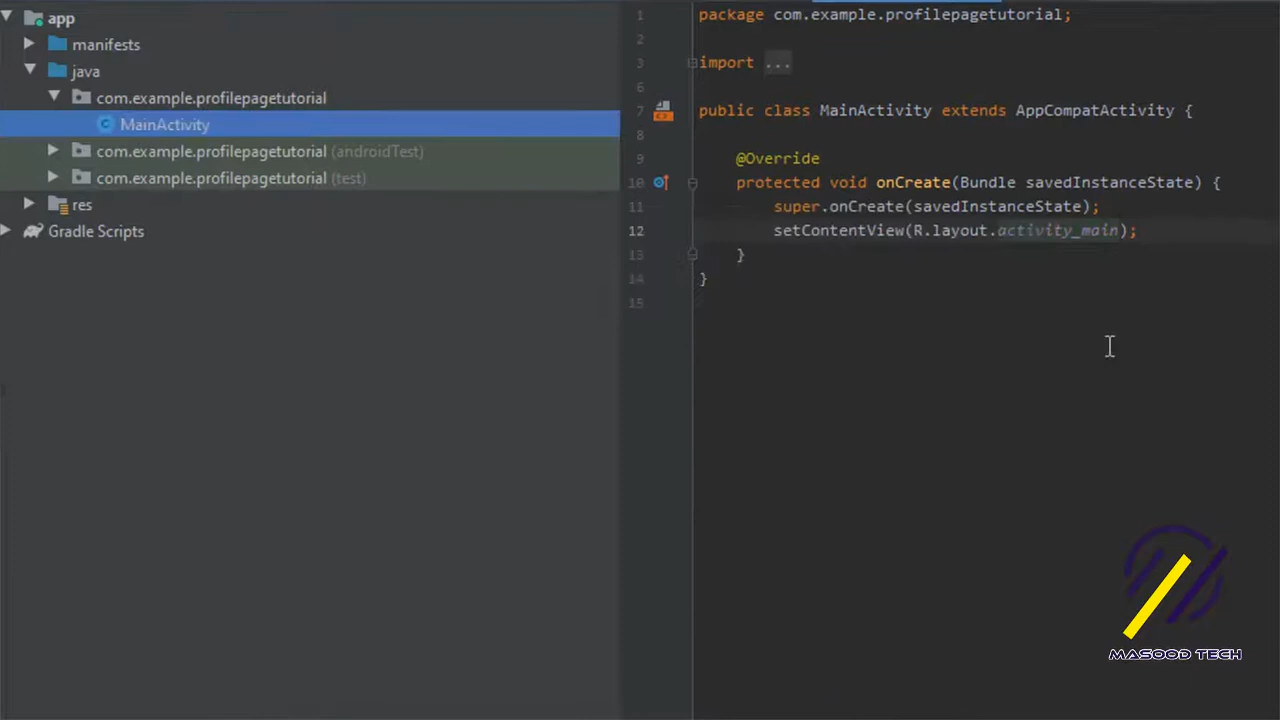 app
manifests
java
com.example.profilepagetutorial
MainActivity
com.example.profilepagetutorial (androidTest)
com.example.profilepagetutorial (test)
res
Gradle Scripts
1 package com.example.profilepagetutorial;
2
3 import ...
6
7 public class MainActivity extends AppCompatActivity {
8
9 @Override
10 protected void onCreate(Bundle savedInstanceState) {
11 super.onCreate(savedInstanceState);
12 setContentView(R.layout.activity_main);
13 }
14 }
15
MASOOD TECH